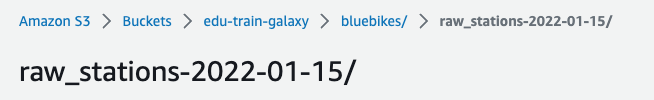 Amazon S3 > Buckets > edu-train-galaxy > bluebikes/ > raw_stations-2022-01-15/
raw_stations-2022-01-15/